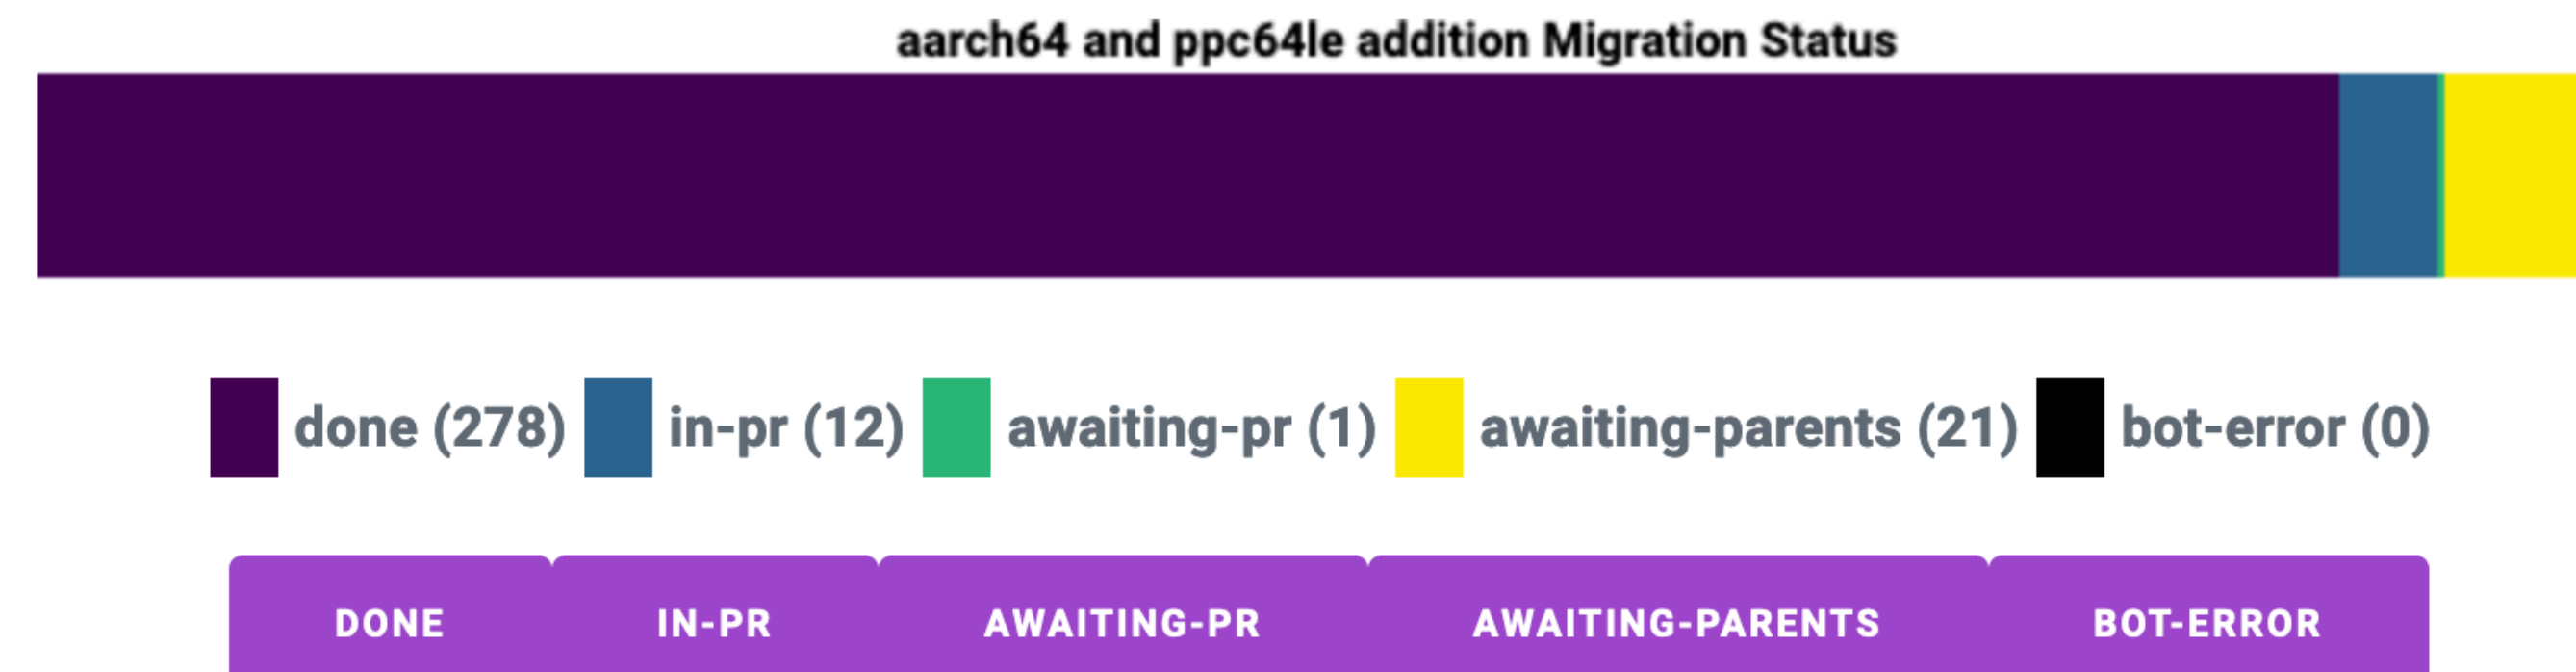 aarch64 and ppc64le addition Migration Status
done (278) in-pr (12) awaiting-pr (1) awaiting-parents (21) bot-error (0)
DONE IN-PR AWAITING-PR AWAITING-PARENTS BOT-ERROR